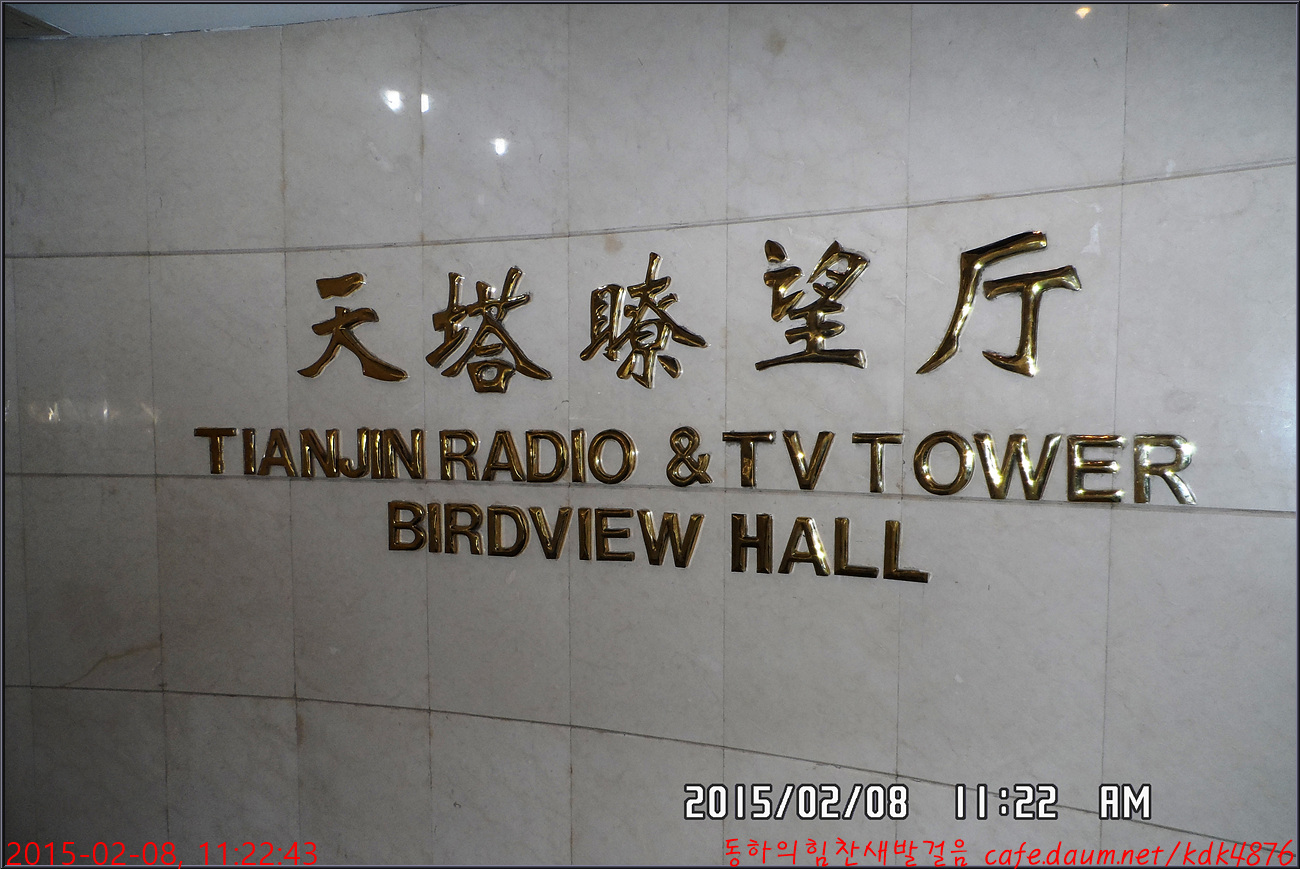 天塔瞭望厅
TIANJIN RADIO & TV TOWER
BIRDVIEW HALL
2015/02/08 11:22 AM
2015-02-08, 11:22:43
동하의힘찬새발걸음 cafe.daum.net/kdk4876